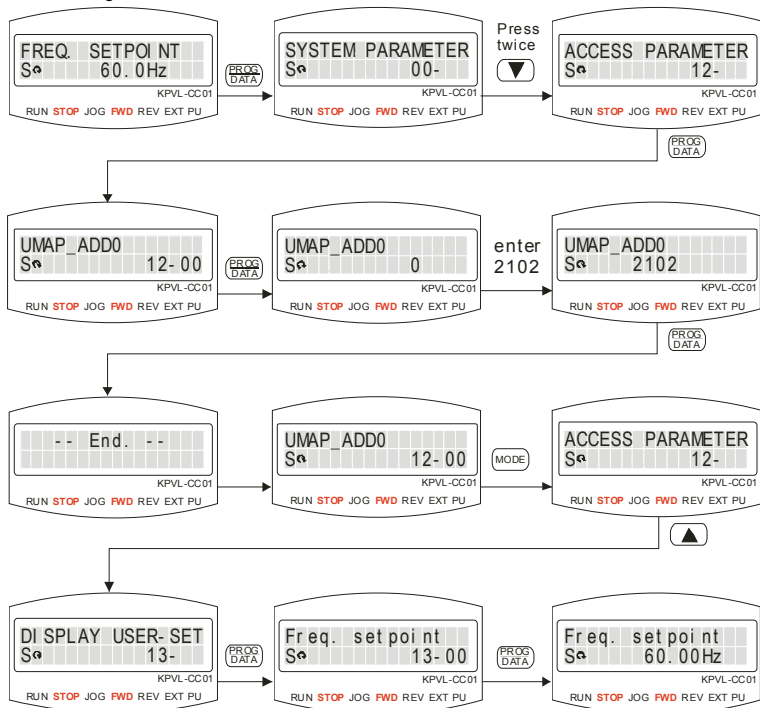 FREQ. SETPOINT
S 60.0Hz
KPVL-CC01
RUN STOP JOG FWD REV EXT PU
PROG
DATA
SYSTEM PARAMETER
S 00-
KPVL-CC01
RUN STOP JOG FWD REV EXT PU
Press
twice
ACCESS PARAMETER
S 12-
KPVL-CC01
RUN STOP JOG FWD REV EXT PU
PROG
DATA
UMAP_ADD0
S 12-00
KPVL-CC01
RUN STOP JOG FWD REV EXT PU
PROG
DATA
UMAP_ADD0
S 0
KPVL-CC01
RUN STOP JOG FWD REV EXT PU
enter
2102
UMAP_ADD0
S 2102
KPVL-CC01
RUN STOP JOG FWD REV EXT PU
PROG
DATA
-- End. --
KPVL-CC01
RUN STOP JOG FWD REV EXT PU
UMAP_ADD0
S 12-00
KPVL-CC01
RUN STOP JOG FWD REV EXT PU
MODE
ACCESS PARAMETER
S 12-
KPVL-CC01
RUN STOP JOG FWD REV EXT PU
DISPLAY USER-SET
S 13-
KPVL-CC01
RUN STOP JOG FWD REV EXT PU
PROG
DATA
Freq. setpoint
S 13-00
KPVL-CC01
RUN STOP JOG FWD REV EXT PU
PROG
DATA
Freq. setpoint
S 60.00Hz
KPVL-CC01
RUN STOP JOG FWD REV EXT PU